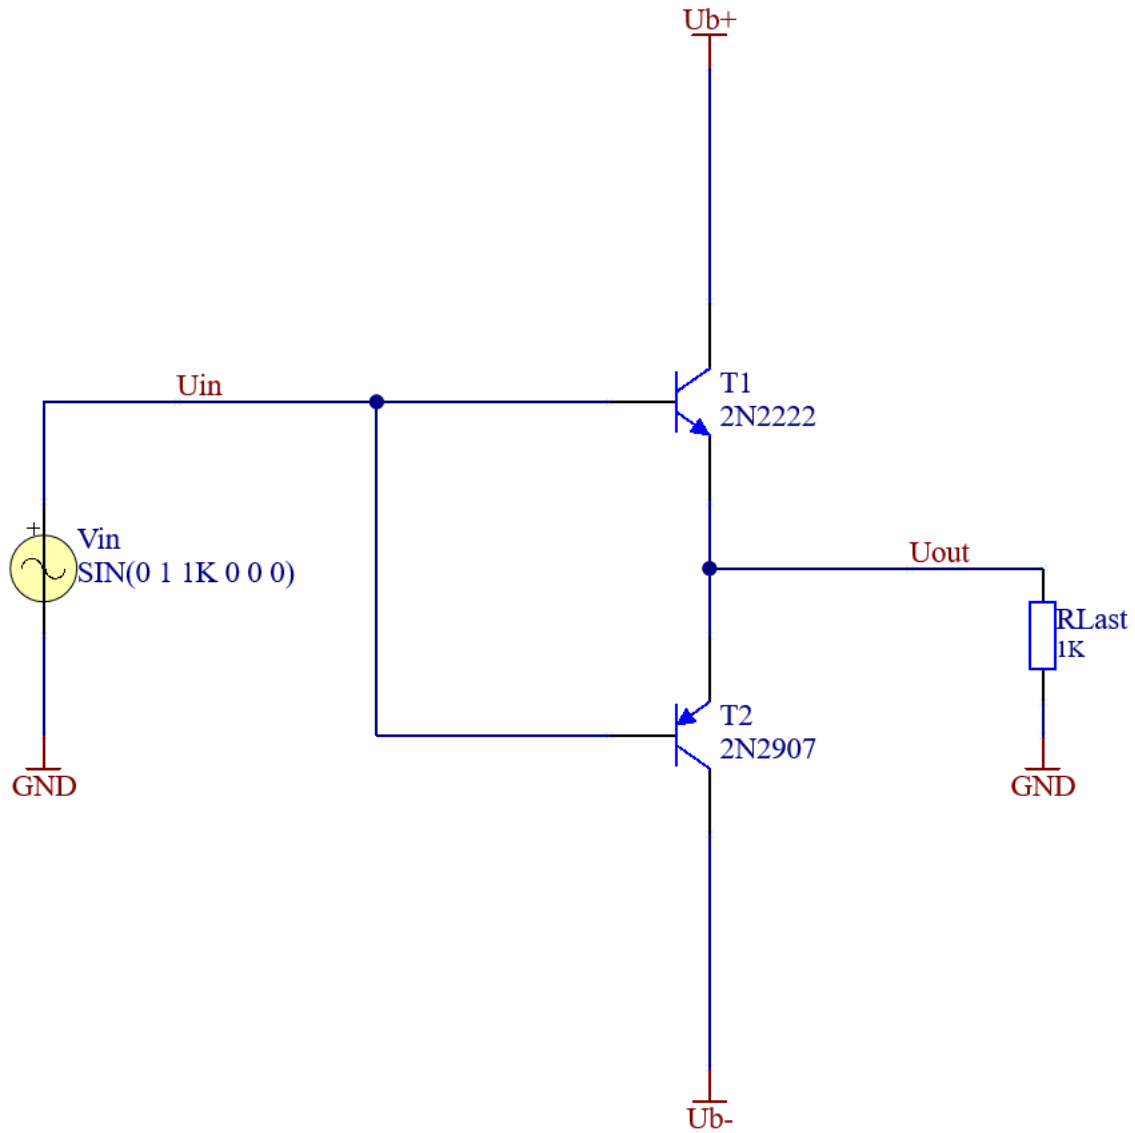 Ub+
T1
2N2222
Uin
+
Vin
SIN(0 1 1K 0 0 0)
Uout
RLast
1K
T2
2N2907
GND
GND
Ub-